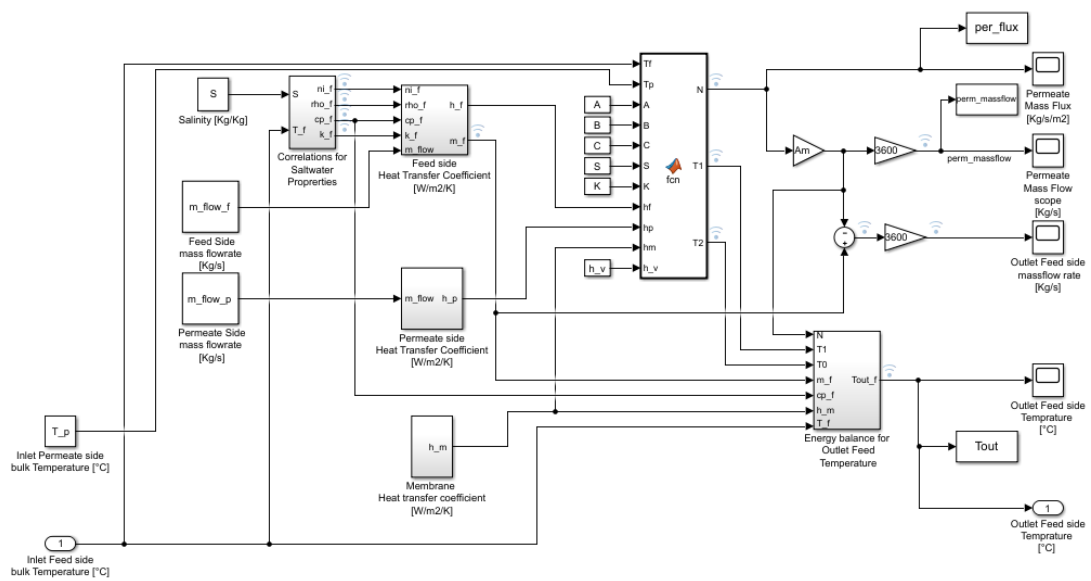 per_flux
Permeate
Mass Flux
[Kg/s/m2]
perm_massflow
perm_massflow
Permeate
Mass Flow
scope
[Kg/s]
Am
3600
3600
Outlet Feed side
massflow rate
[Kg/s]
S
Salinity [Kg/Kg]
S
T_f
ni_f
rho_f
cp_f
k_f
Correlations for
Saltwater
Proprerties
ni_f
rho_f
cp_f
k_f
m_flow
h_f
m_f
Feed side
Heat Transfer Coefficient
[W/m2/K]
A
B
C
S
K
h_v
Tf
Tp
A
B
C
S
K
hf
hp
hm
h_v
fcn
N
T1
T2
m_flow_f
Feed Side
mass flowrate
[Kg/s]
m_flow_p
Permeate Side
mass flowrate
[Kg/s]
m_flow
h_p
Permeate side
Heat Transfer Coefficient
[W/m2/K]
N
T1
T0
m_f
cp_f
h_m
T_f
Tout_f
Energy balance for
Outlet Feed
Temperature
Outlet Feed side
Temprature
[°C]
Tout
T_p
Inlet Permeate side
bulk Temperature [°C]
h_m
Membrane
Heat transfer coefficient
[W/m2/K]
1
Inlet Feed side
bulk Temperature [°C]
1
Outlet Feed side
Temprature
[°C]